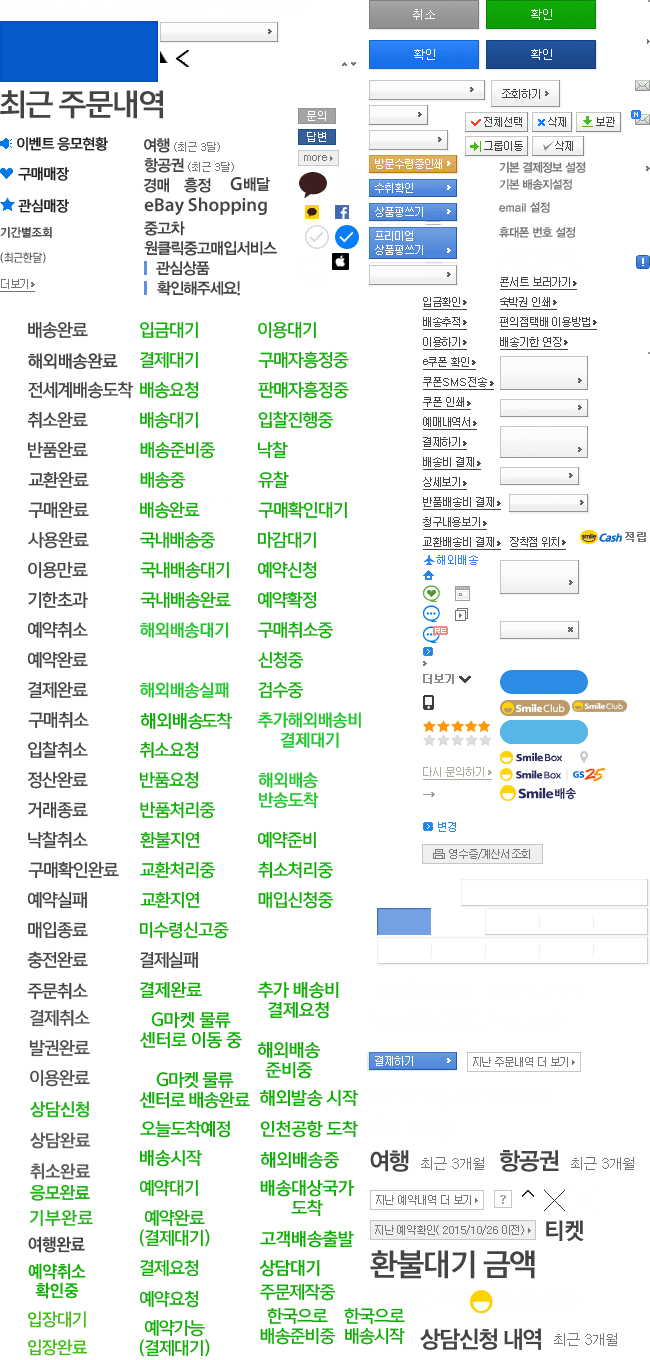 취소
확인
확인
확인
최근 주문내역
조회하기
문의
답변
more
전체선택
삭제
보관
그룹이동
삭제
이벤트 응모현황
구매매장
관심매장
기간별조회
(최근한달)
더보기
여행 (최근 3달)
항공권 (최근 3달)
경매 흥정 G배달
eBay Shopping
중고차
원클릭중고매입서비스
관심상품
확인해주세요!
방문수령증인쇄
수취확인
상품평쓰기
프리미엄
상품평쓰기
기본 결제정보 설정
기본 배송지설정
email 설정
휴대폰 번호 설정
콘서트 보러가기
입금확인
숙박권 인쇄
배송추적
편의점택배 이용방법
이용하기
배송기한 연장
e쿠폰 확인
쿠폰SMS전송
쿠폰 인쇄
예매내역서
결제하기
배송비 결제
상세보기
반품배송비 결제
청구내용보기
교환배송비 결제
장착점 위치
smile Cash 적립
해외배송
RE
더보기
Smile Club
Smile Club
Smile Box
Smile Box
GS25
Smile배송
다시 문의하기
변경
영수증/계산서 조회
배송완료
입금대기
이용대기
해외배송완료
결제대기
구매자흥정중
전세계배송도착
배송요청
판매자흥정중
취소완료
배송대기
입찰진행중
반품완료
배송준비중
낙찰
교환완료
배송중
유찰
구매완료
배송완료
구매확인대기
사용완료
국내배송중
마감대기
이용만료
국내배송대기
예약신청
기한초과
국내배송완료
예약확정
예약취소
해외배송대기
구매취소중
예약완료
신청중
결제완료
해외배송실패
검수중
구매취소
해외배송도착
추가해외배송비
결제대기
입찰취소
취소요청
정산완료
반품요청
해외배송
반송도착
거래종료
반품처리중
낙찰취소
환불지연
예약준비
구매확인완료
교환처리중
취소처리중
예약실패
교환지연
매입신청중
매입종료
미수령신고중
충전완료
결제실패
주문취소
결제완료
추가 배송비
결제요청
결제취소
G마켓 물류
센터로 이동 중
발권완료
해외배송
준비중
이용완료
G마켓 물류
센터로 배송완료
해외발송 시작
상담신청
오늘도착예정
인천공항 도착
상담완료
배송시작
해외배송중
취소완료
응모완료
예약대기
배송대상국가
도착
기부완료
예약완료
(결제대기)
고객배송출발
여행완료
예약취소
확인중
결제요청
상담대기
예약요청
주문제작중
입장대기
예약가능
(결제대기)
한국으로
배송준비중
한국으로
배송시작
입장완료
결제하기
지난 주문내역 더 보기
여행 최근 3개월
항공권 최근 3개월
지난 예약내역 더 보기
?
지난 예약확인( 2015/10/26 이전)
티켓
환불대기 금액
상담신청 내역 최근 3개월